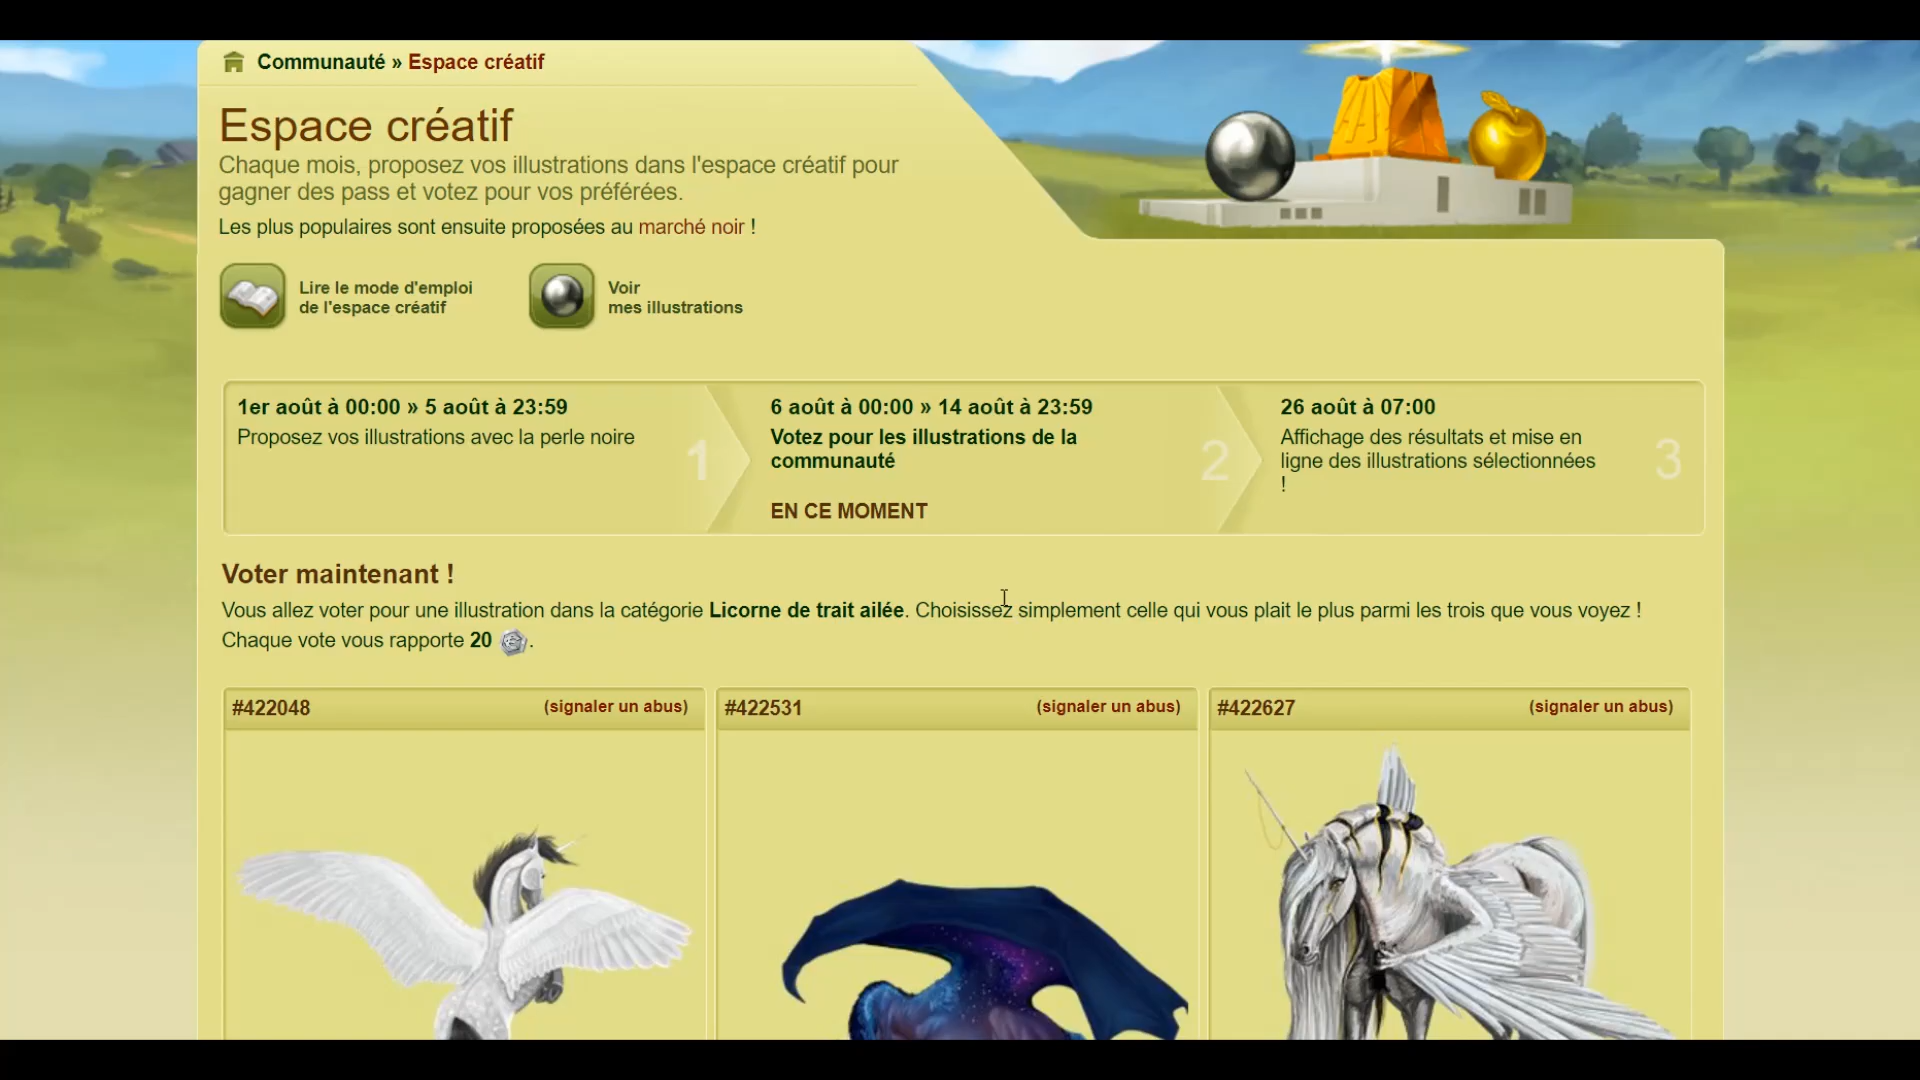 Communauté » Espace créatif
Espace créatif
Chaque mois, proposez vos illustrations dans l'espace créatif pour
gagner des pass et votez pour vos préférées.
Les plus populaires sont ensuite proposées au marché noir !
Lire le mode d'emploi
de l'espace créatif
Voir
mes illustrations
1er août à 00:00 » 5 août à 23:59
Proposez vos illustrations avec la perle noire
1
6 août à 00:00 » 14 août à 23:59
Votez pour les illustrations de la
communauté
EN CE MOMENT
2
26 août à 07:00
Affichage des résultats et mise en
ligne des illustrations sélectionnées
!
3
Voter maintenant !
Vous allez voter pour une illustration dans la catégorie Licorne de trait ailée. Choisissez simplement celle qui vous plait le plus parmi les trois que vous voyez !
Chaque vote vous rapporte 20 .
#422048 (signaler un abus)
#422531 (signaler un abus)
#422627 (signaler un abus)